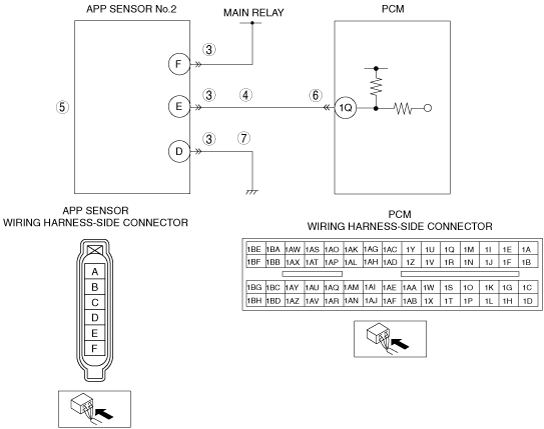 APP SENSOR No.2
MAIN RELAY
PCM
F
3
E
3
4
6
1Q
5
D
3
7
APP SENSOR
WIRING HARNESS-SIDE CONNECTOR
A
B
C
D
E
F
PCM
WIRING HARNESS-SIDE CONNECTOR
1BE 1BA 1AW 1AS 1AO 1AK 1AG 1AC 1Y 1U 1Q 1M 1I 1E 1A
1BF 1BB 1AX 1AT 1AP 1AL 1AH 1AD 1Z 1V 1R 1N 1J 1F 1B
1BG 1BC 1AY 1AU 1AQ 1AM 1AI 1AE 1AA 1W 1S 1O 1K 1G 1C
1BH 1BD 1AZ 1AV 1AR 1AN 1AJ 1AF 1AB 1X 1T 1P 1L 1H 1D